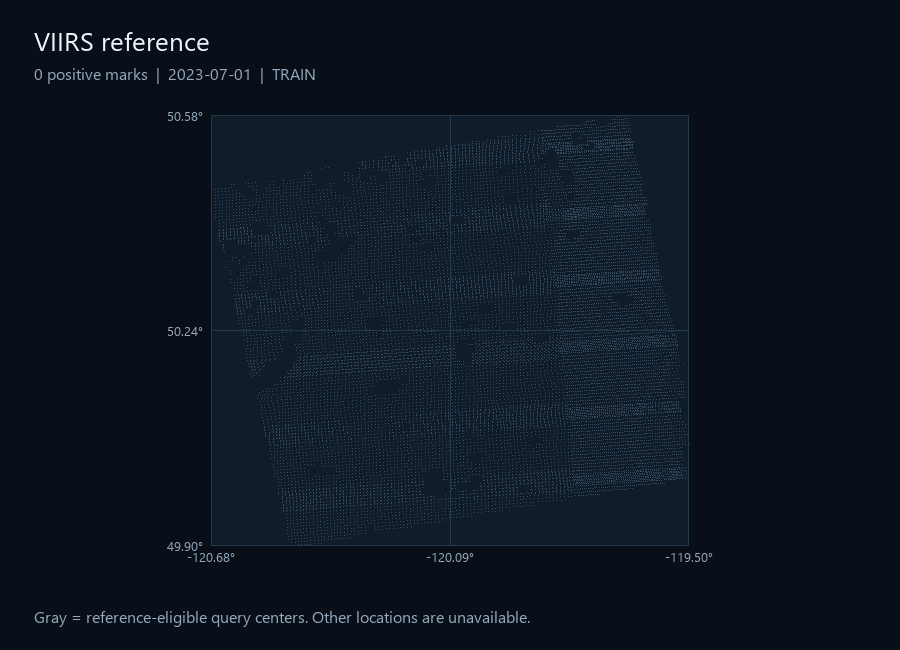 VIIRS reference
0 positive marks | 2023-07-01 | TRAIN
50.58°
50.24°
49.90°
-120.68°
-120.09°
-119.50°
Gray = reference-eligible query centers. Other locations are unavailable.